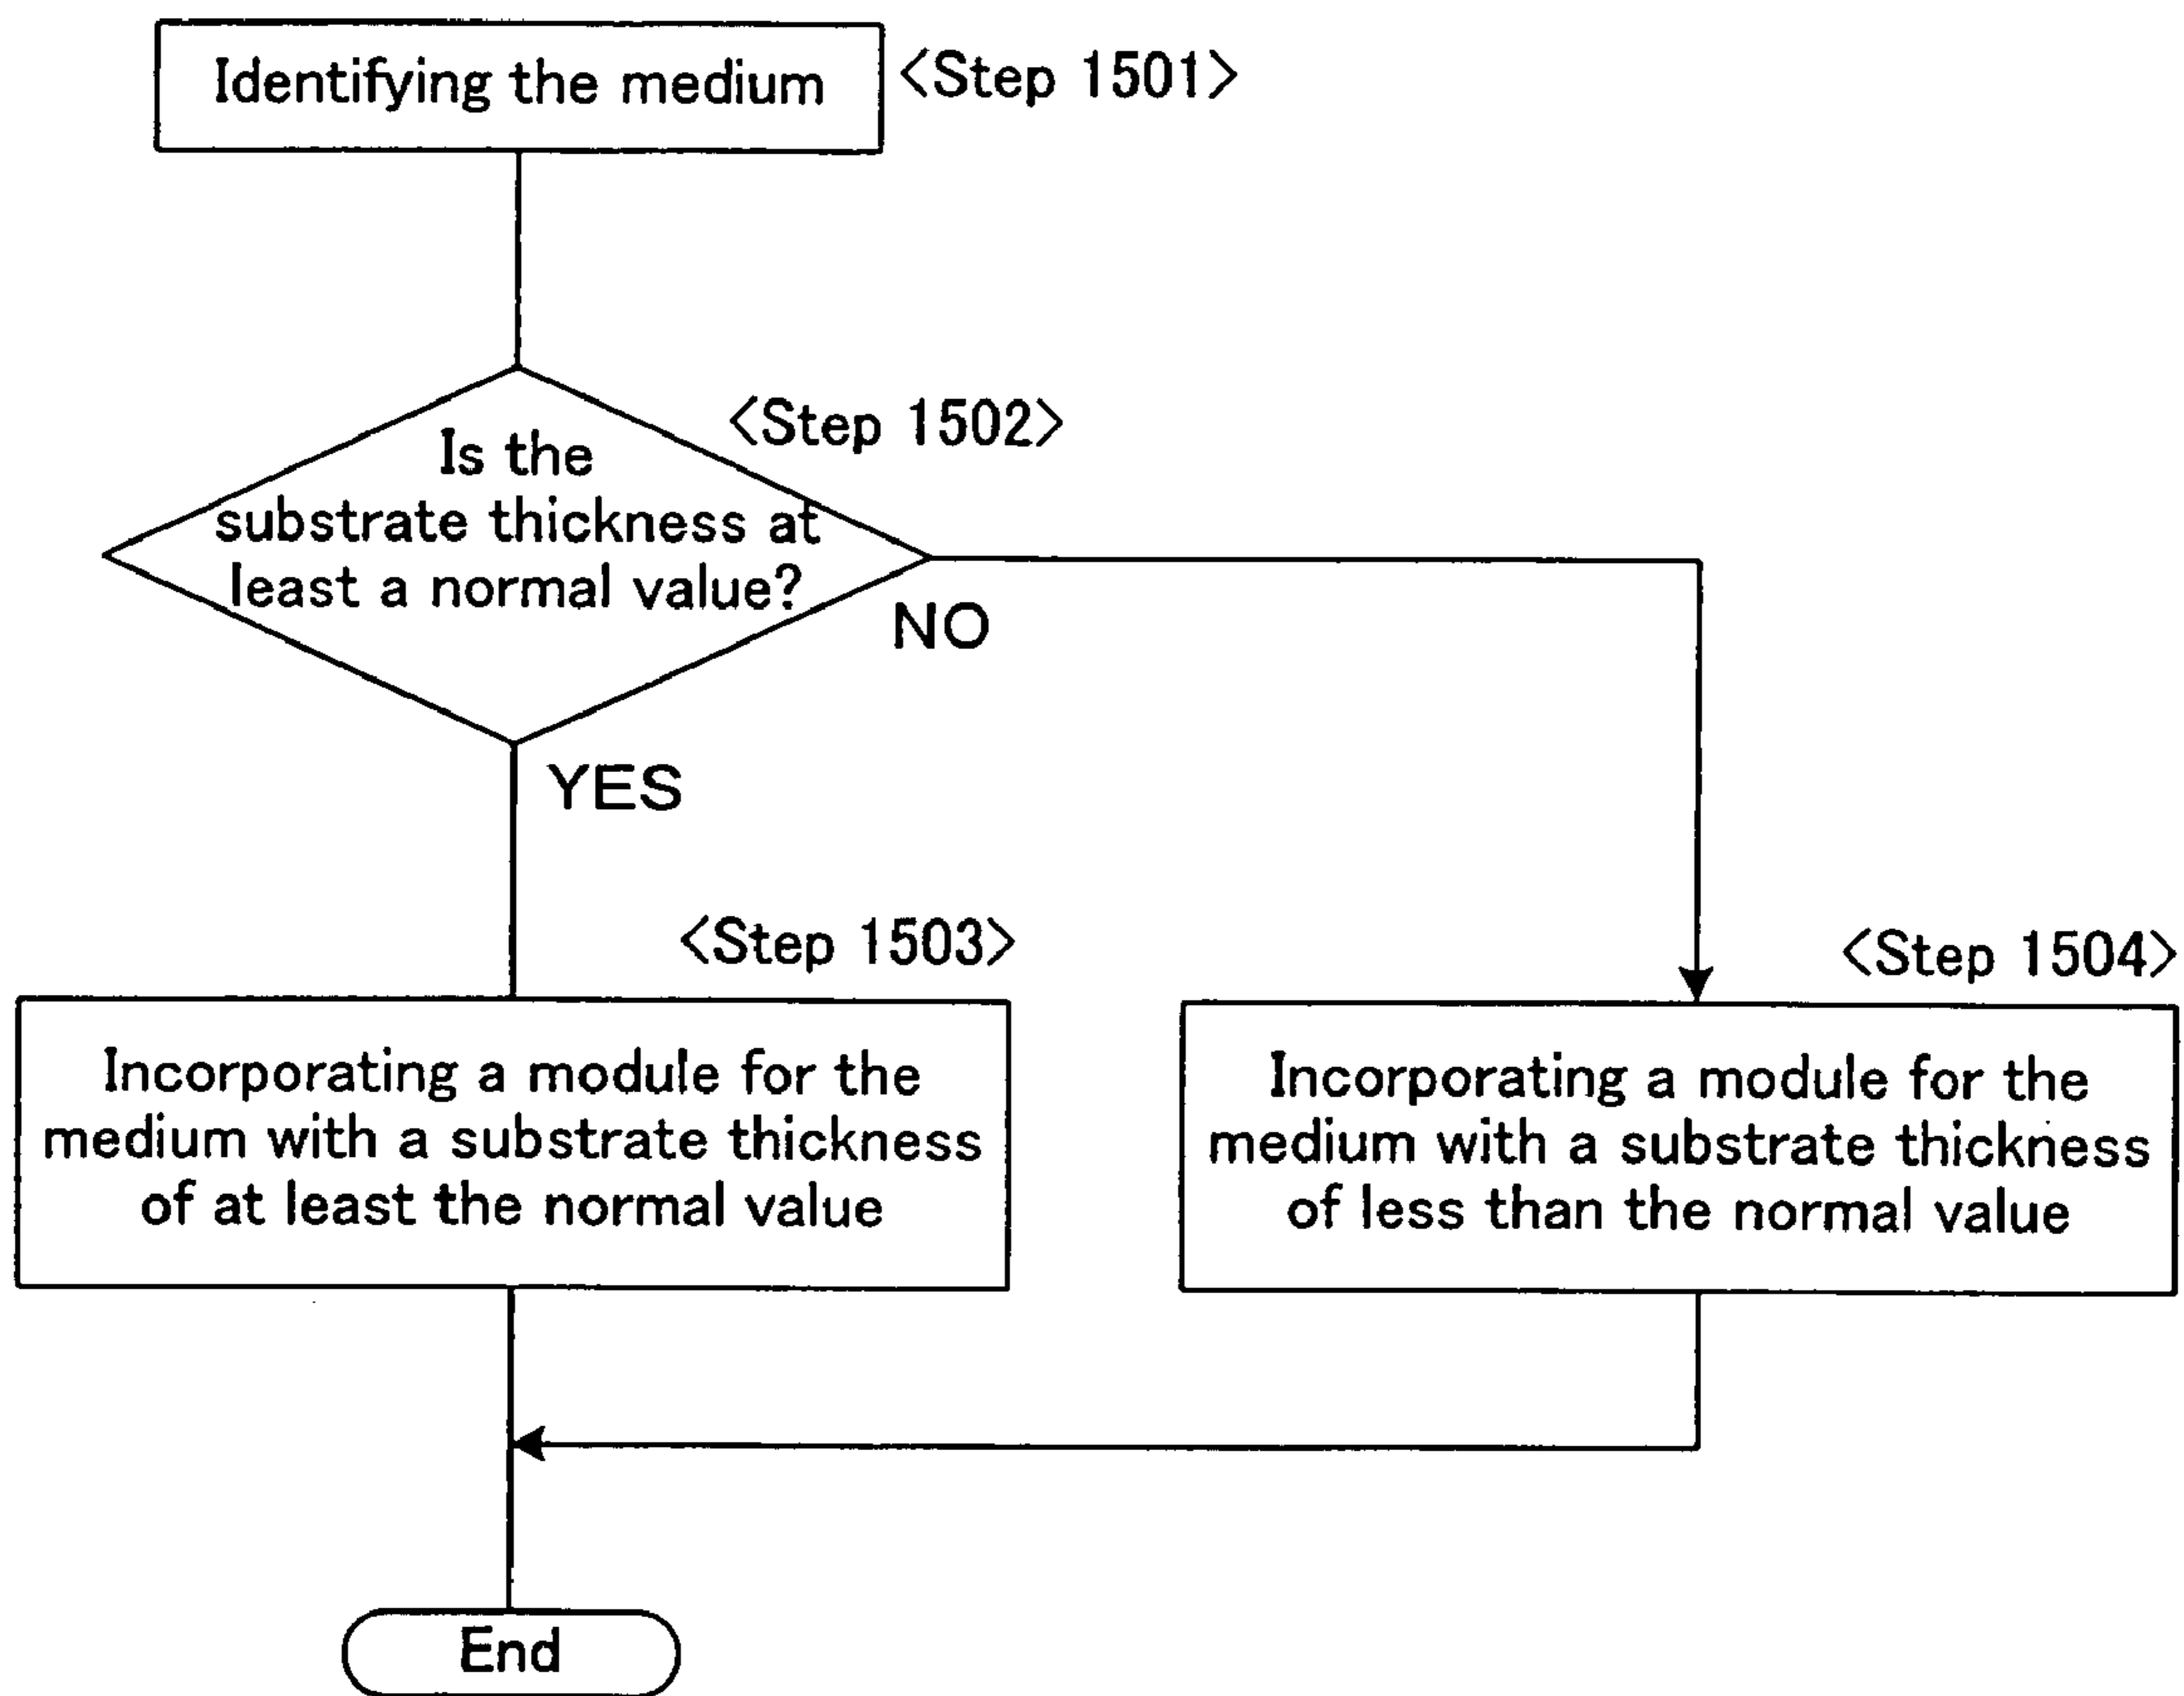 Identifying the medium
<Step 1501>
<Step 1502>
Is the
substrate thickness at
least a normal value?
NO
YES
<Step 1503>
Incorporating a module for the
medium with a substrate thickness
of at least the normal value
<Step 1504>
Incorporating a module for the
medium with a substrate thickness
of less than the normal value
End